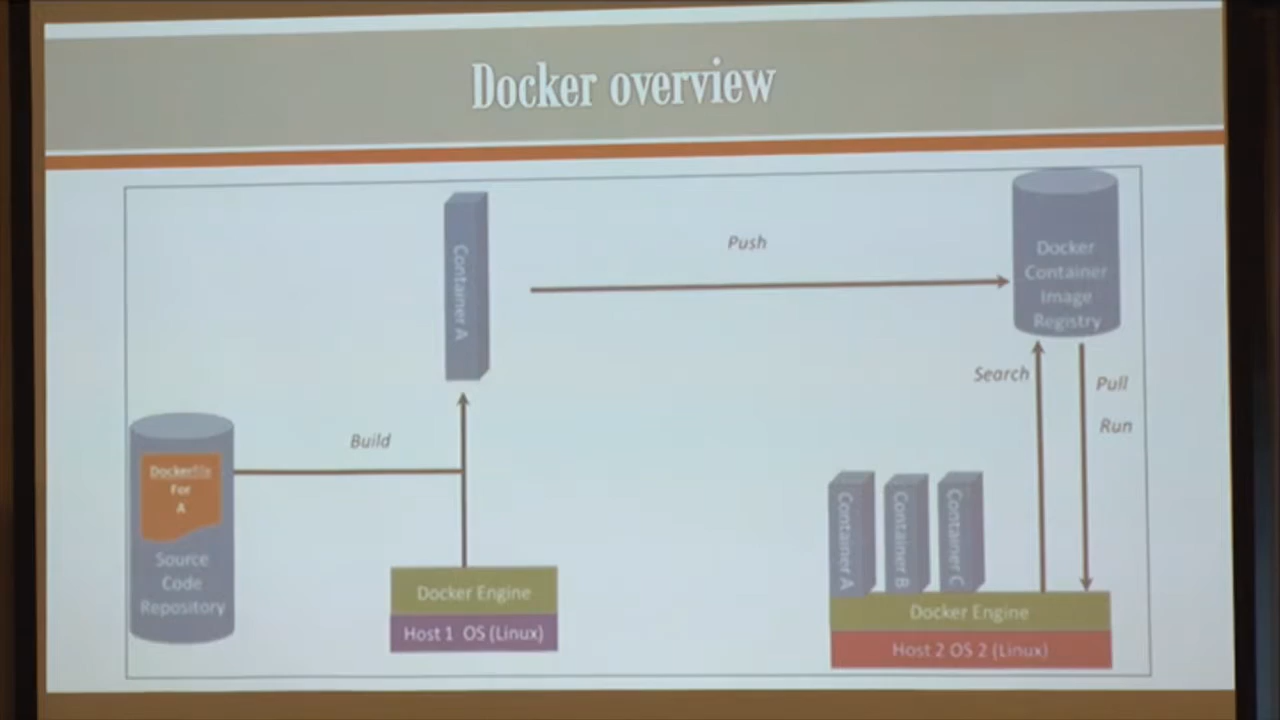 Docker overview
Container A
Push
Docker
Container
Image
Registry
Search
Pull
Run
Build
Dockerfile
For
A
Source
Code
Repository
Docker Engine
Host 1 OS (Linux)
Container A
Container B
Container C
Docker Engine
Host 2 OS 2 (Linux)